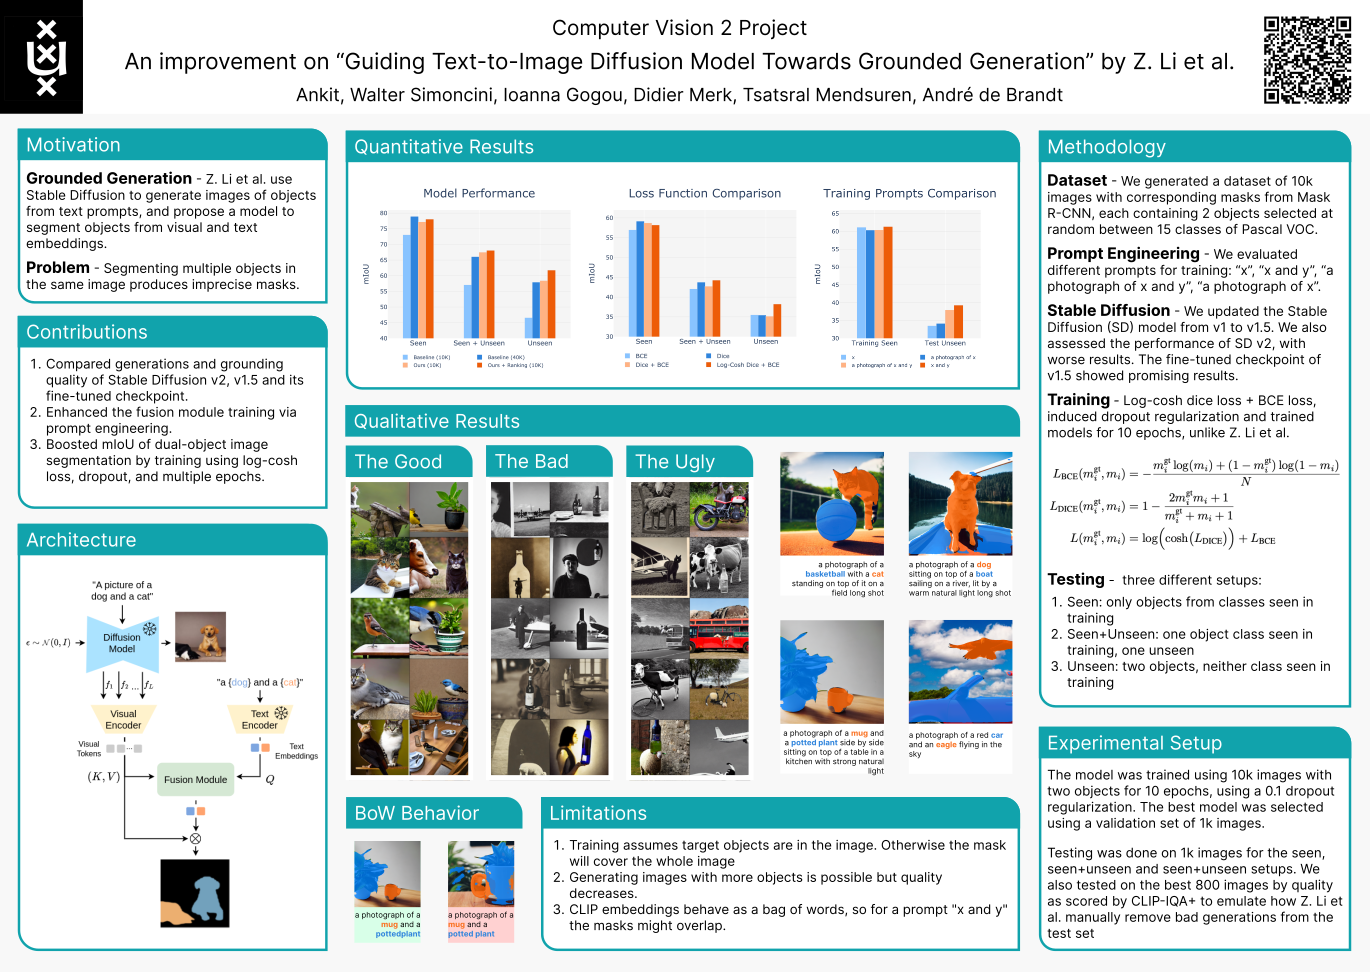 Computer Vision 2 Project
An improvement on “Guiding Text-to-Image Diffusion Model Towards Grounded Generation” by Z. Li et al.
Ankit, Walter Simoncini, Ioanna Gogou, Didier Merk, Tsatsral Mendsuren, André de Brandt
Motivation
Grounded Generation - Z. Li et al. use
Stable Diffusion to generate images of objects
from text prompts, and propose a model to
segment objects from visual and text
embeddings.
Problem - Segmenting multiple objects in
the same image produces imprecise masks.
Contributions
1. Compared generations and grounding
quality of Stable Diffusion v2, v1.5 and its
fine-tuned checkpoint.
2. Enhanced the fusion module training via
prompt engineering.
3. Boosted mIoU of dual-object image
segmentation by training using log-cosh
loss, dropout, and multiple epochs.
Architecture
"A picture of a
dog and a cat"
Diffusion
Model
ϵ ∼ N(0, I)
f₁ f₂ ... f_L
"a {dog} and a {cat}"
Visual
Encoder
Text
Encoder
Visual
Tokens
...
Text
Embeddings
(K, V)
Fusion Module
Q
Quantitative Results
Model Performance
mIoU
80
75
70
65
60
55
50
45
40
Seen
Seen + Unseen
Unseen
Baseline (10K)
Baseline (40K)
Ours (10K)
Ours + Ranking (10K)
Loss Function Comparison
mIoU
60
55
50
45
40
35
30
Seen
Seen + Unseen
Unseen
BCE
Dice
Dice + BCE
Log-Cosh Dice + BCE
Training Prompts Comparison
mIoU
65
60
55
50
45
40
35
30
Training Seen
Test Unseen
x
a photograph of x
a photograph of x and y
x and y
Qualitative Results
The Good
The Bad
The Ugly
a photograph of a
basketball with a cat
standing on top of it on a
field long shot
a photograph of a dog
sitting on top of a boat
sailing on a river, lit by a
warm natural light long shot
a photograph of a mug and
a potted plant side by side
sitting on top of a table in a
kitchen with strong natural
light
a photograph of a red car
and an eagle flying in the
sky
BoW Behavior
a photograph of a
mug and a
pottedplant
a photograph of a
mug and a
potted plant
Limitations
1. Training assumes target objects are in the image. Otherwise the mask
will cover the whole image
2. Generating images with more objects is possible but quality
decreases.
3. CLIP embeddings behave as a bag of words, so for a prompt "x and y"
the masks might overlap.
Methodology
Dataset - We generated a dataset of 10k
images with corresponding masks from Mask
R-CNN, each containing 2 objects selected at
random between 15 classes of Pascal VOC.
Prompt Engineering - We evaluated
different prompts for training: “x”, “x and y”, “a
photograph of x and y”, “a photograph of x”.
Stable Diffusion - We updated the Stable
Diffusion (SD) model from v1 to v1.5. We also
assessed the performance of SD v2, with
worse results. The fine-tuned checkpoint of
v1.5 showed promising results.
Training - Log-cosh dice loss + BCE loss,
induced dropout regularization and trained
models for 10 epochs, unlike Z. Li et al.
L_BCE(m_i^gt, m_i) = − (m_i^gt log(m_i) + (1 − m_i^gt) log(1 − m_i)) / N
L_DICE(m_i^gt, m_i) = 1 − (2m_i^gt m_i + 1) / (m_i^gt + m_i + 1)
L(m_i^gt, m_i) = log(cosh(L_DICE)) + L_BCE
Testing - three different setups:
1. Seen: only objects from classes seen in
training
2. Seen+Unseen: one object class seen in
training, one unseen
3. Unseen: two objects, neither class seen in
training
Experimental Setup
The model was trained using 10k images with
two objects for 10 epochs, using a 0.1 dropout
regularization. The best model was selected
using a validation set of 1k images.
Testing was done on 1k images for the seen,
seen+unseen and seen+unseen setups. We
also tested on the best 800 images by quality
as scored by CLIP-IQA+ to emulate how Z. Li et
al. manually remove bad generations from the
test set